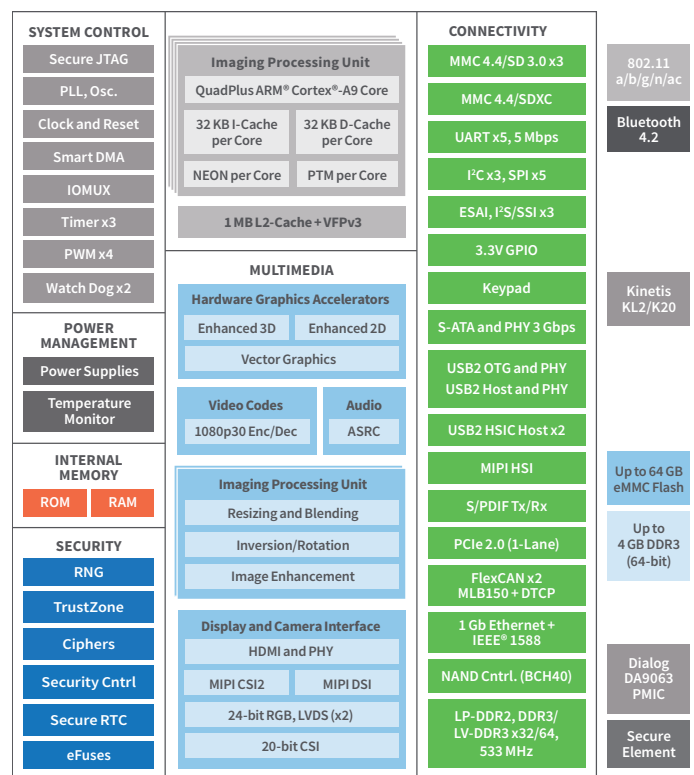 SYSTEM CONTROL
Secure JTAG
PLL, Osc.
Clock and Reset
Smart DMA
IOMUX
Timer x3
PWM x4
Watch Dog x2
POWER
MANAGEMENT
Power Supplies
Temperature
Monitor
INTERNAL
MEMORY
ROM
RAM
SECURITY
RNG
TrustZone
Ciphers
Security Cntrl
Secure RTC
eFuses
Imaging Processing Unit
QuadPlus ARM® Cortex®-A9 Core
32 KB I-Cache
per Core
32 KB D-Cache
per Core
NEON per Core
PTM per Core
1 MB L2-Cache + VFPv3
MULTIMEDIA
Hardware Graphics Accelerators
Enhanced 3D
Enhanced 2D
Vector Graphics
Video Codes
1080p30 Enc/Dec
Audio
ASRC
Imaging Processing Unit
Resizing and Blending
Inversion/Rotation
Image Enhancement
Display and Camera Interface
HDMI and PHY
MIPI CSI2
MIPI DSI
24-bit RGB, LVDS (x2)
20-bit CSI
CONNECTIVITY
MMC 4.4/SD 3.0 x3
MMC 4.4/SDXC
UART x5, 5 Mbps
I²C x3, SPI x5
ESAI, I²S/SSI x3
3.3V GPIO
Keypad
S-ATA and PHY 3 Gbps
USB2 OTG and PHY
USB2 Host and PHY
USB2 HSIC Host x2
MIPI HSI
S/PDIF Tx/Rx
PCIe 2.0 (1-Lane)
FlexCAN x2
MLB150 + DTCP
1 Gb Ethernet +
IEEE® 1588
NAND Cntrl. (BCH40)
LP-DDR2, DDR3/
LV-DDR3 x32/64,
533 MHz
802.11
a/b/g/n/ac
Bluetooth
4.2
Kinetis
KL2/K20
Up to 64 GB
eMMC Flash
Up to
4 GB DDR3
(64-bit)
Dialog
DA9063
PMIC
Secure
Element